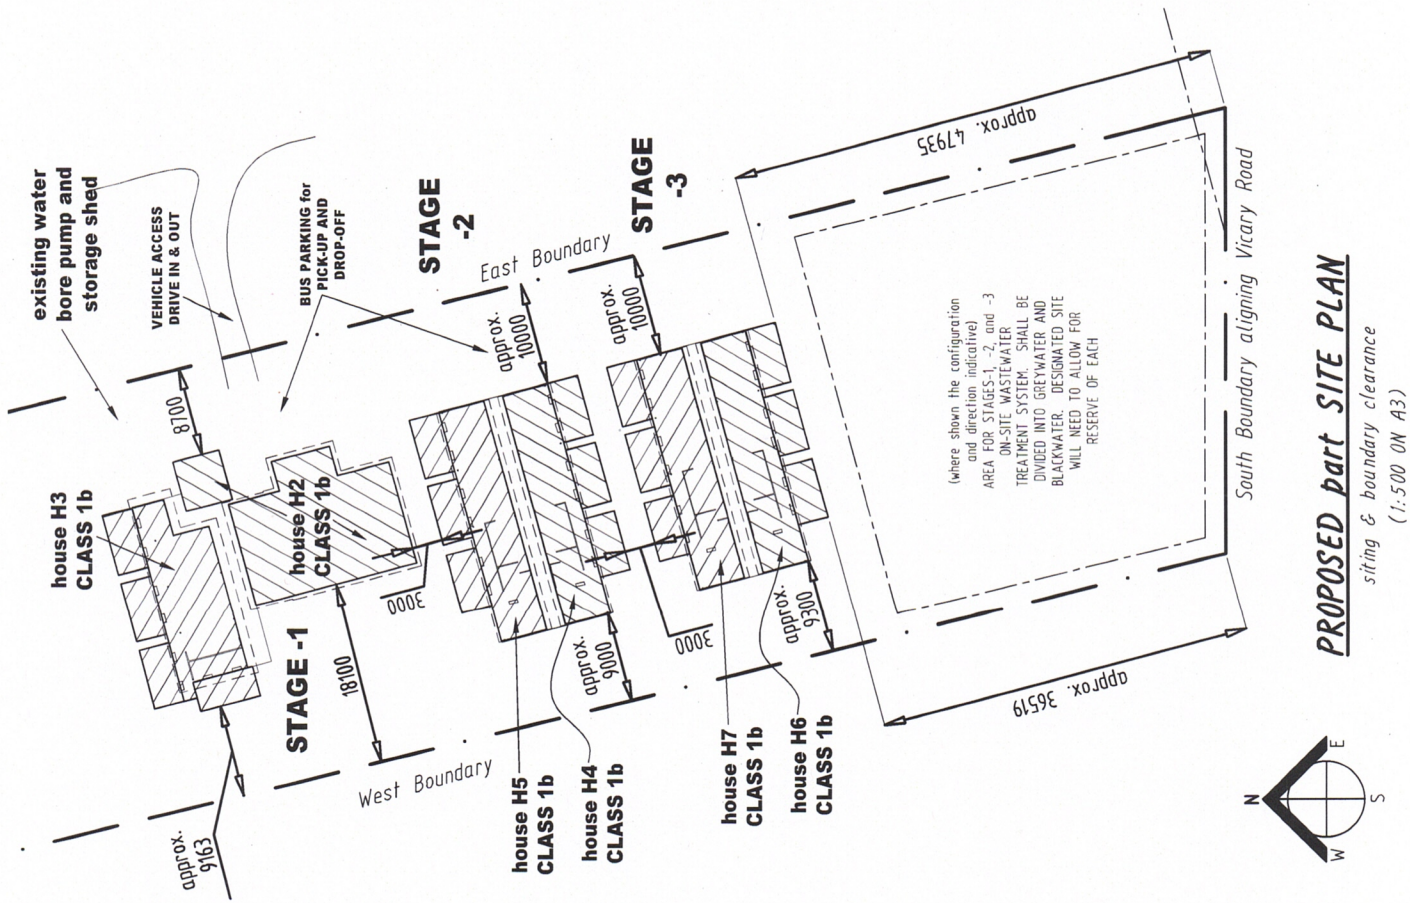 existing water
bore pump and
storage shed
VEHICLE ACCESS
DRIVE IN & OUT
BUS PARKING for
PICK-UP AND
DROP-OFF
STAGE
-2
STAGE
-3
East Boundary
approx.
10000
approx.
10000
approx. 47935
8700
house H3
CLASS 1b
house H2
CLASS 1b
STAGE -1
18100
3000
3000
approx.
9163
West Boundary
approx.
9000
approx.
9300
house H5
CLASS 1b
house H4
CLASS 1b
house H7
CLASS 1b
house H6
CLASS 1b
approx. 36519
(where shown the configuration
and direction indicative)
AREA FOR STAGES-1, -2, and -3
ON-SITE WASTEWATER
TREATMENT SYSTEM, SHALL BE
DIVIDED INTO GREYWATER AND
BLACKWATER. DESIGNATED SITE
WILL NEED TO ALLOW FOR
RESERVE OF EACH
South Boundary aligning Vicary Road
PROPOSED part SITE PLAN
siting & boundary clearance
(1:500 ON A3)
N
E
W
S